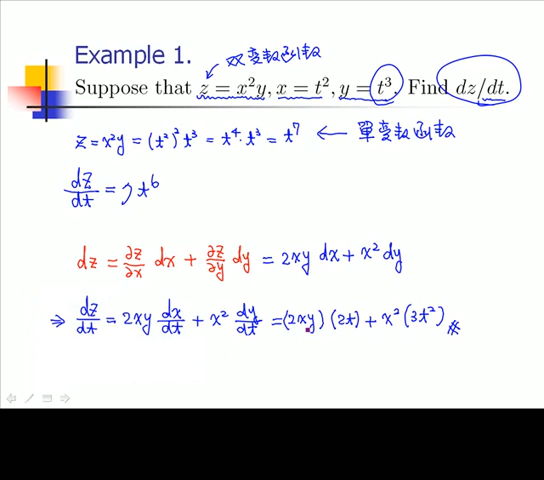 Example 1.
双变数函数
Suppose that z = x²y, x = t², y = t³. Find dz/dt.
z = x²y = (t²)² t³ = t⁴ · t³ = t⁷ ← 單变数函数
dz/dt = 7t⁶
dz = ∂z/∂x dx + ∂z/∂y dy = 2xy dx + x² dy
⇒ dz/dt = 2xy dx/dt + x² dy/dt = (2xy)(2t) + x²(3t²) #